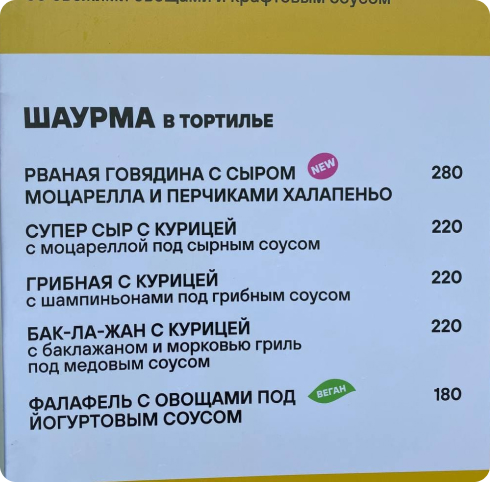 со свежими овощами и крафтовым соусом
ШАУРМА В ТОРТИЛЬЕ
РВАНАЯ ГОВЯДИНА С СЫРОМ NEW 280
МОЦАРЕЛЛА И ПЕРЧИКАМИ ХАЛАПЕНЬО
СУПЕР СЫР С КУРИЦЕЙ 220
с моцареллой под сырным соусом
ГРИБНАЯ С КУРИЦЕЙ 220
с шампиньонами под грибным соусом
БАК-ЛА-ЖАН С КУРИЦЕЙ 220
с баклажаном и морковью гриль
под медовым соусом
ФАЛАФЕЛЬ С ОВОЩАМИ ПОД ВЕГАН 180
ЙОГУРТОВЫМ СОУСОМ